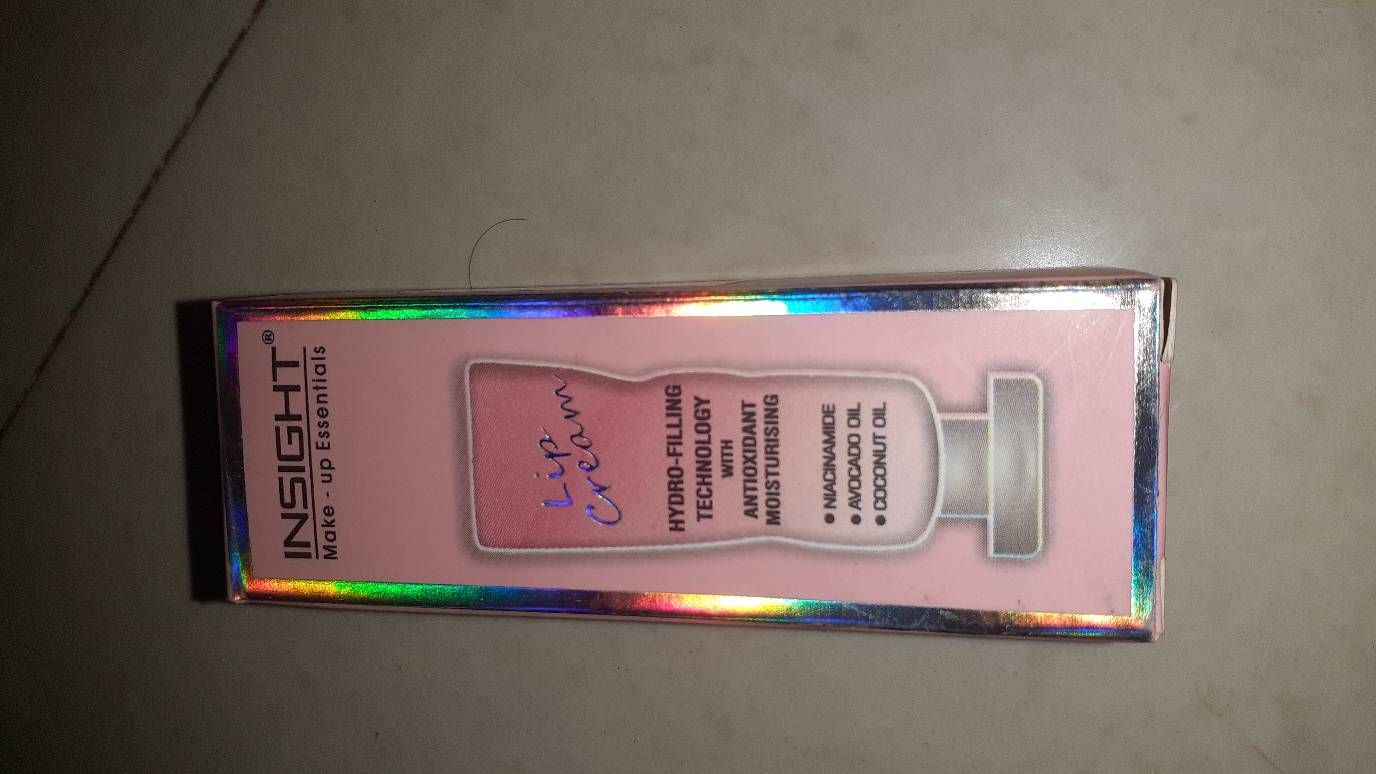 INSIGHT®
Make - up Essentials
Lip
Cream
HYDRO-FILLING
TECHNOLOGY
WITH
ANTIOXIDANT
MOISTURISING
• NIACINAMIDE
• AVOCADO OIL
• COCONUT OIL